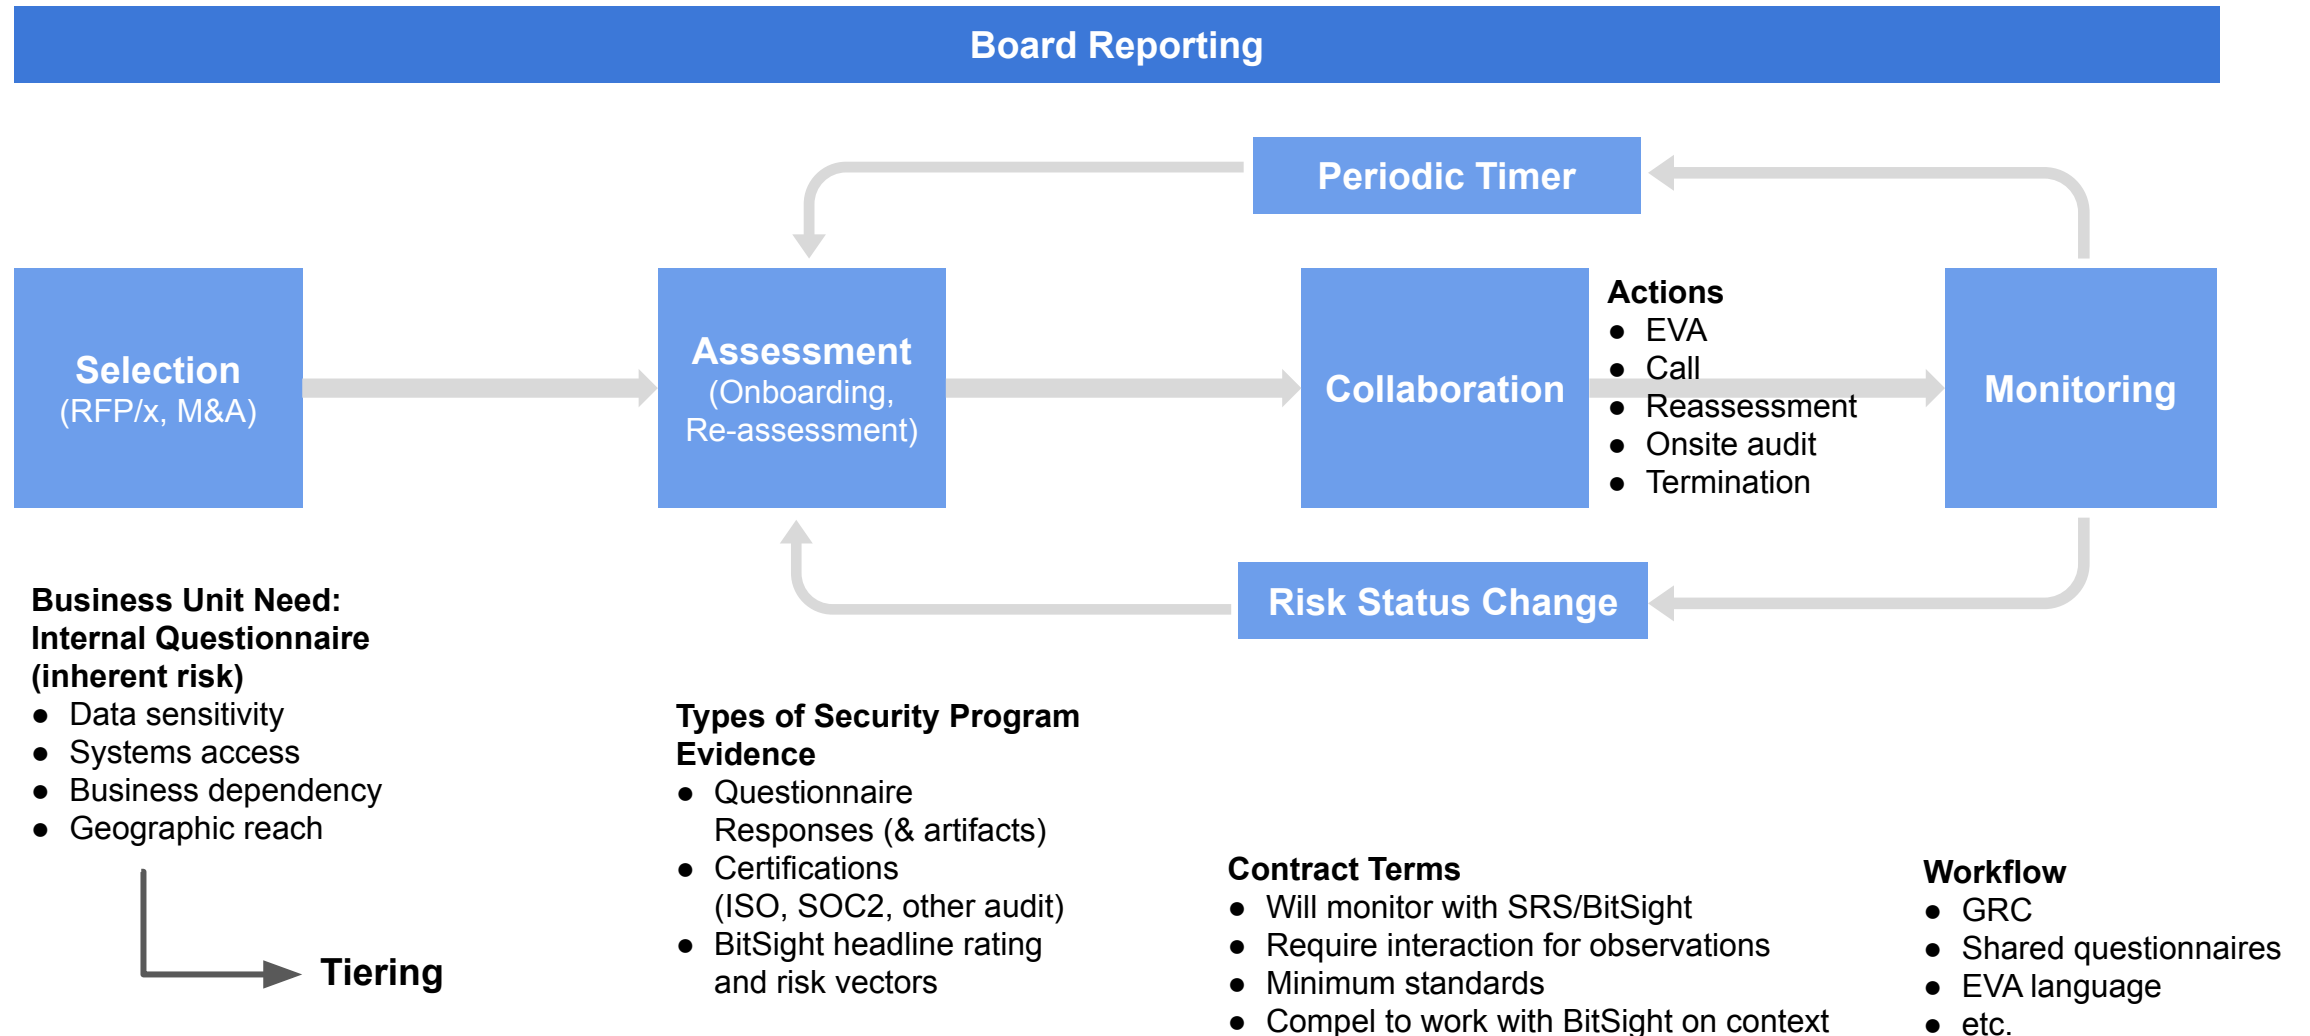 Board Reporting
Periodic Timer
Selection
(RFP/x, M&A)
Assessment
(Onboarding,
Re-assessment)
Collaboration
Actions
● EVA
● Call
● Reassessment
● Onsite audit
● Termination
Monitoring
Risk Status Change
Business Unit Need:
Internal Questionnaire
(inherent risk)
● Data sensitivity
● Systems access
● Business dependency
● Geographic reach
Tiering
Types of Security Program
Evidence
● Questionnaire
Responses (& artifacts)
● Certifications
(ISO, SOC2, other audit)
● BitSight headline rating
and risk vectors
Contract Terms
● Will monitor with SRS/BitSight
● Require interaction for observations
● Minimum standards
● Compel to work with BitSight on context
Workflow
● GRC
● Shared questionnaires
● EVA language
● etc.